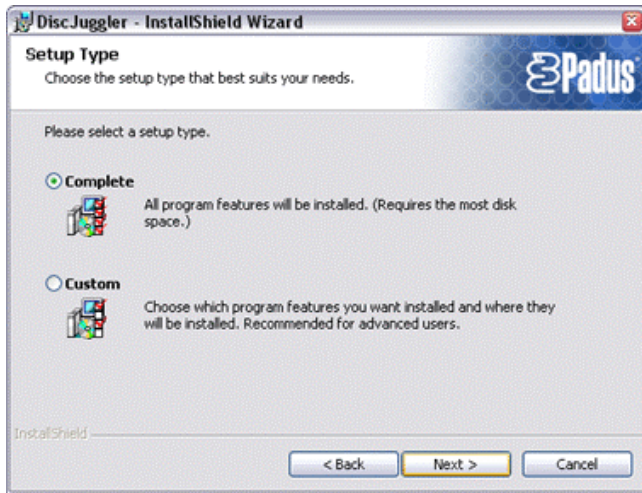 DiscJuggler - InstallShield Wizard
Setup Type
Choose the setup type that best suits your needs.
Padus
Please select a setup type.
Complete
All program features will be installed. (Requires the most disk
space.)
Custom
Choose which program features you want installed and where they
will be installed. Recommended for advanced users.
InstallShield
< Back
Next >
Cancel